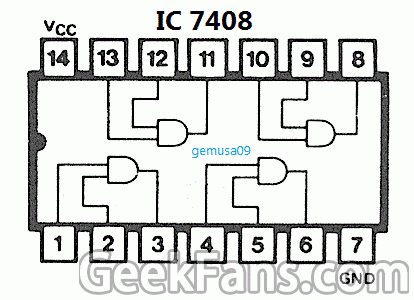 IC 7408
VCC
14 13 12 11 10 9 8
gemusa09
1 2 3 4 5 6 7
GeekFans.com
GND